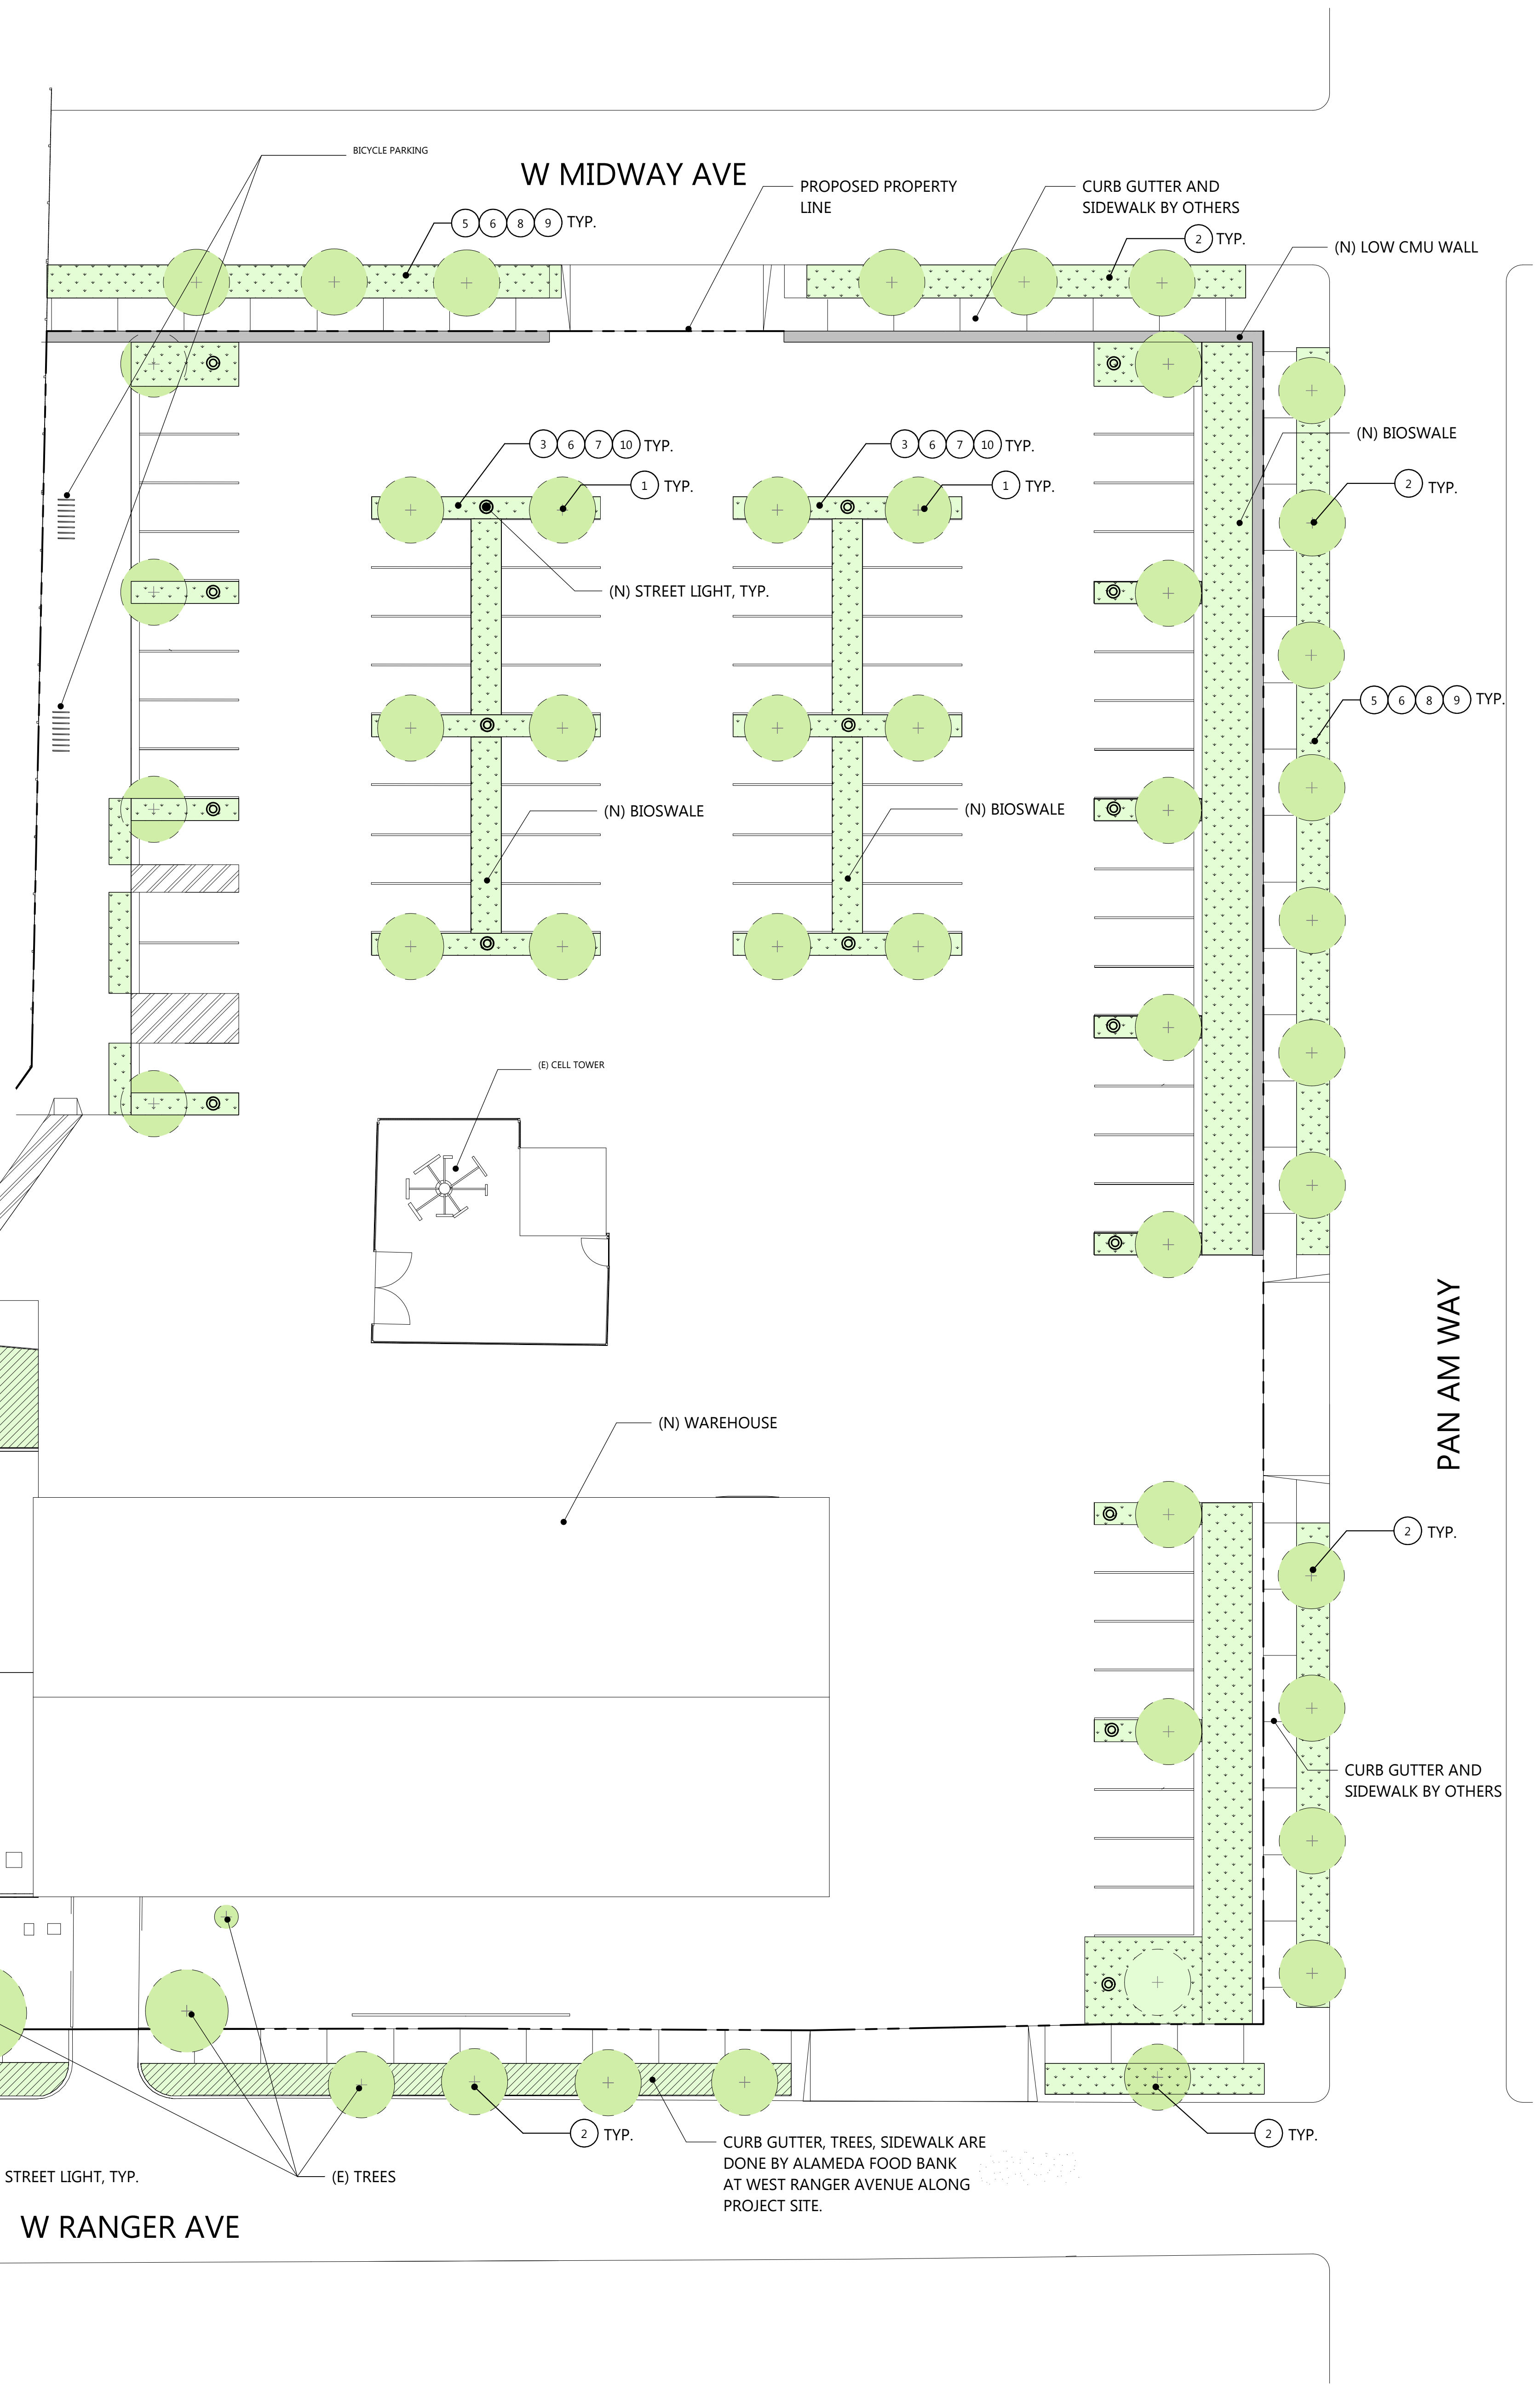 BICYCLE PARKING
W MIDWAY AVE
PROPOSED PROPERTY
LINE
CURB GUTTER AND
SIDEWALK BY OTHERS
5 6 8 9 TYP.
2 TYP.
(N) LOW CMU WALL
3 6 7 10 TYP.
3 6 7 10 TYP.
(N) BIOSWALE
1 TYP.
1 TYP.
2 TYP.
(N) STREET LIGHT, TYP.
5 6 8 9 TYP.
(N) BIOSWALE
(N) BIOSWALE
(E) CELL TOWER
PAN AM WAY
(N) WAREHOUSE
2 TYP.
CURB GUTTER AND
SIDEWALK BY OTHERS
2 TYP.
2 TYP.
CURB GUTTER, TREES, SIDEWALK ARE
DONE BY ALAMEDA FOOD BANK
AT WEST RANGER AVENUE ALONG
PROJECT SITE.
STREET LIGHT, TYP.
(E) TREES
W RANGER AVE